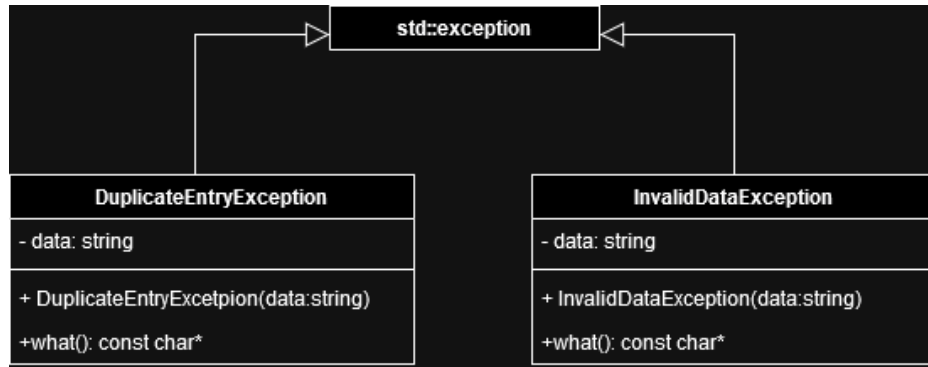 std::exception
DuplicateEntryException
- data: string
+ DuplicateEntryExcetpion(data:string)
+what(): const char*
InvalidDataException
- data: string
+ InvalidDataException(data:string)
+what(): const char*